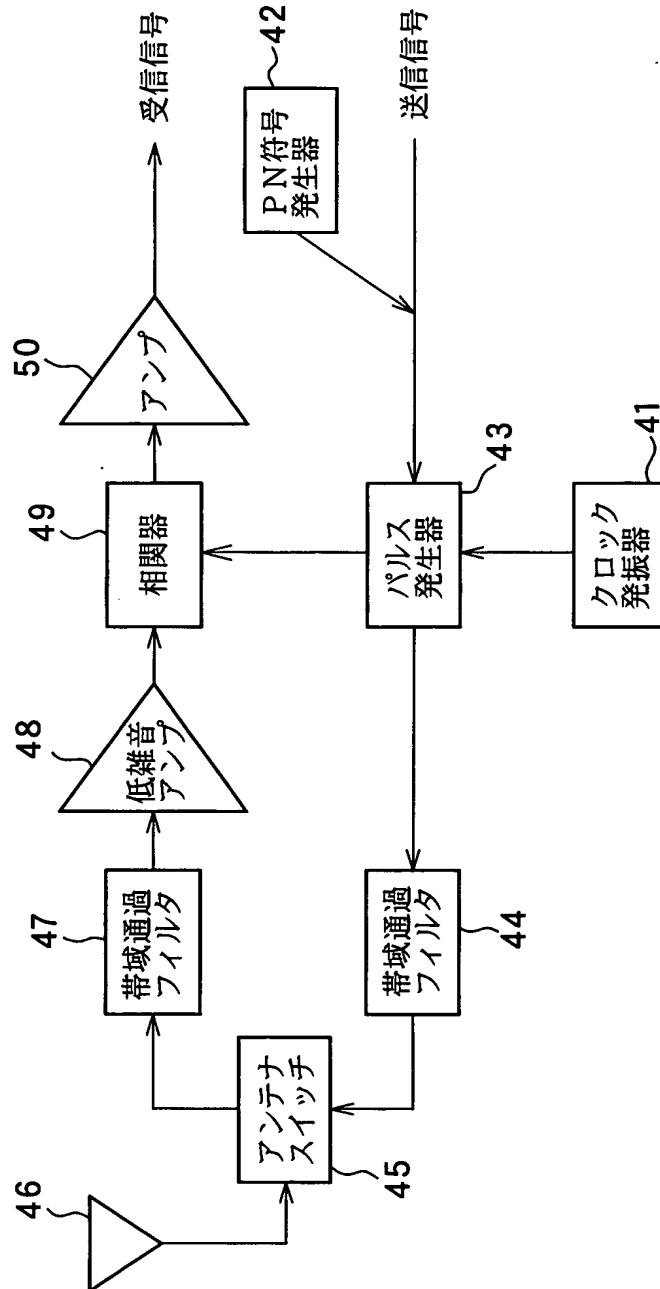 46
アンテナ
スイッチ
45
47
帯域通過
フィルタ
48
低雑音
アンプ
49
相関器
50
アンプ
受信信号
帯域通過
フィルタ
44
パルス
発生器
43
PN符号
発生器
42
送信信号
クロック
発振器
41